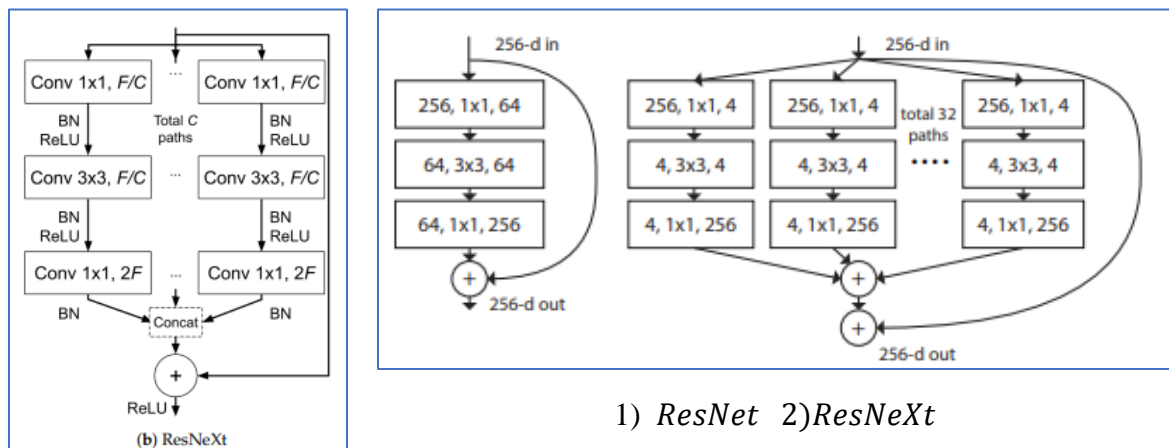 Conv 1x1, F/C ... Conv 1x1, F/C
BN Total C BN
ReLU paths ReLU
Conv 3x3, F/C ... Conv 3x3, F/C
BN BN
ReLU ReLU
Conv 1x1, 2F ... Conv 1x1, 2F
BN Concat BN
+
ReLU
(b) ResNeXt
256-d in
256, 1x1, 64
64, 3x3, 64
64, 1x1, 256
+
256-d out
256-d in
256, 1x1, 4 256, 1x1, 4 total 32 256, 1x1, 4
paths
4, 3x3, 4 4, 3x3, 4 .... 4, 3x3, 4
4, 1x1, 256 4, 1x1, 256 4, 1x1, 256
+
+
256-d out
1) ResNet 2)ResNeXt